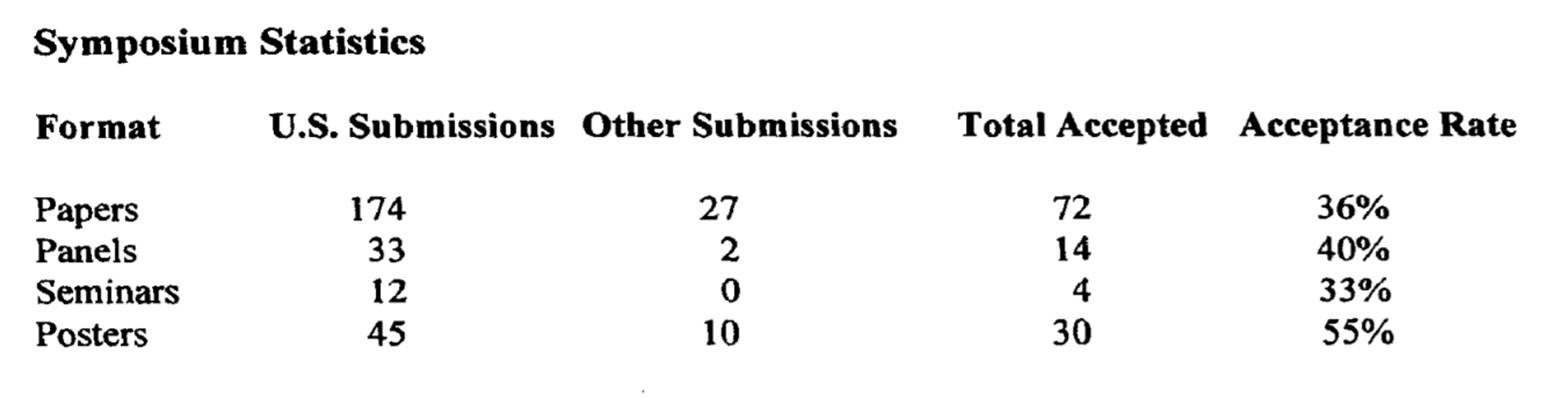 Symposium Statistics
Format U.S. Submissions Other Submissions Total Accepted Acceptance Rate
Papers 174 27 72 36%
Panels 33 2 14 40%
Seminars 12 0 4 33%
Posters 45 10 30 55%